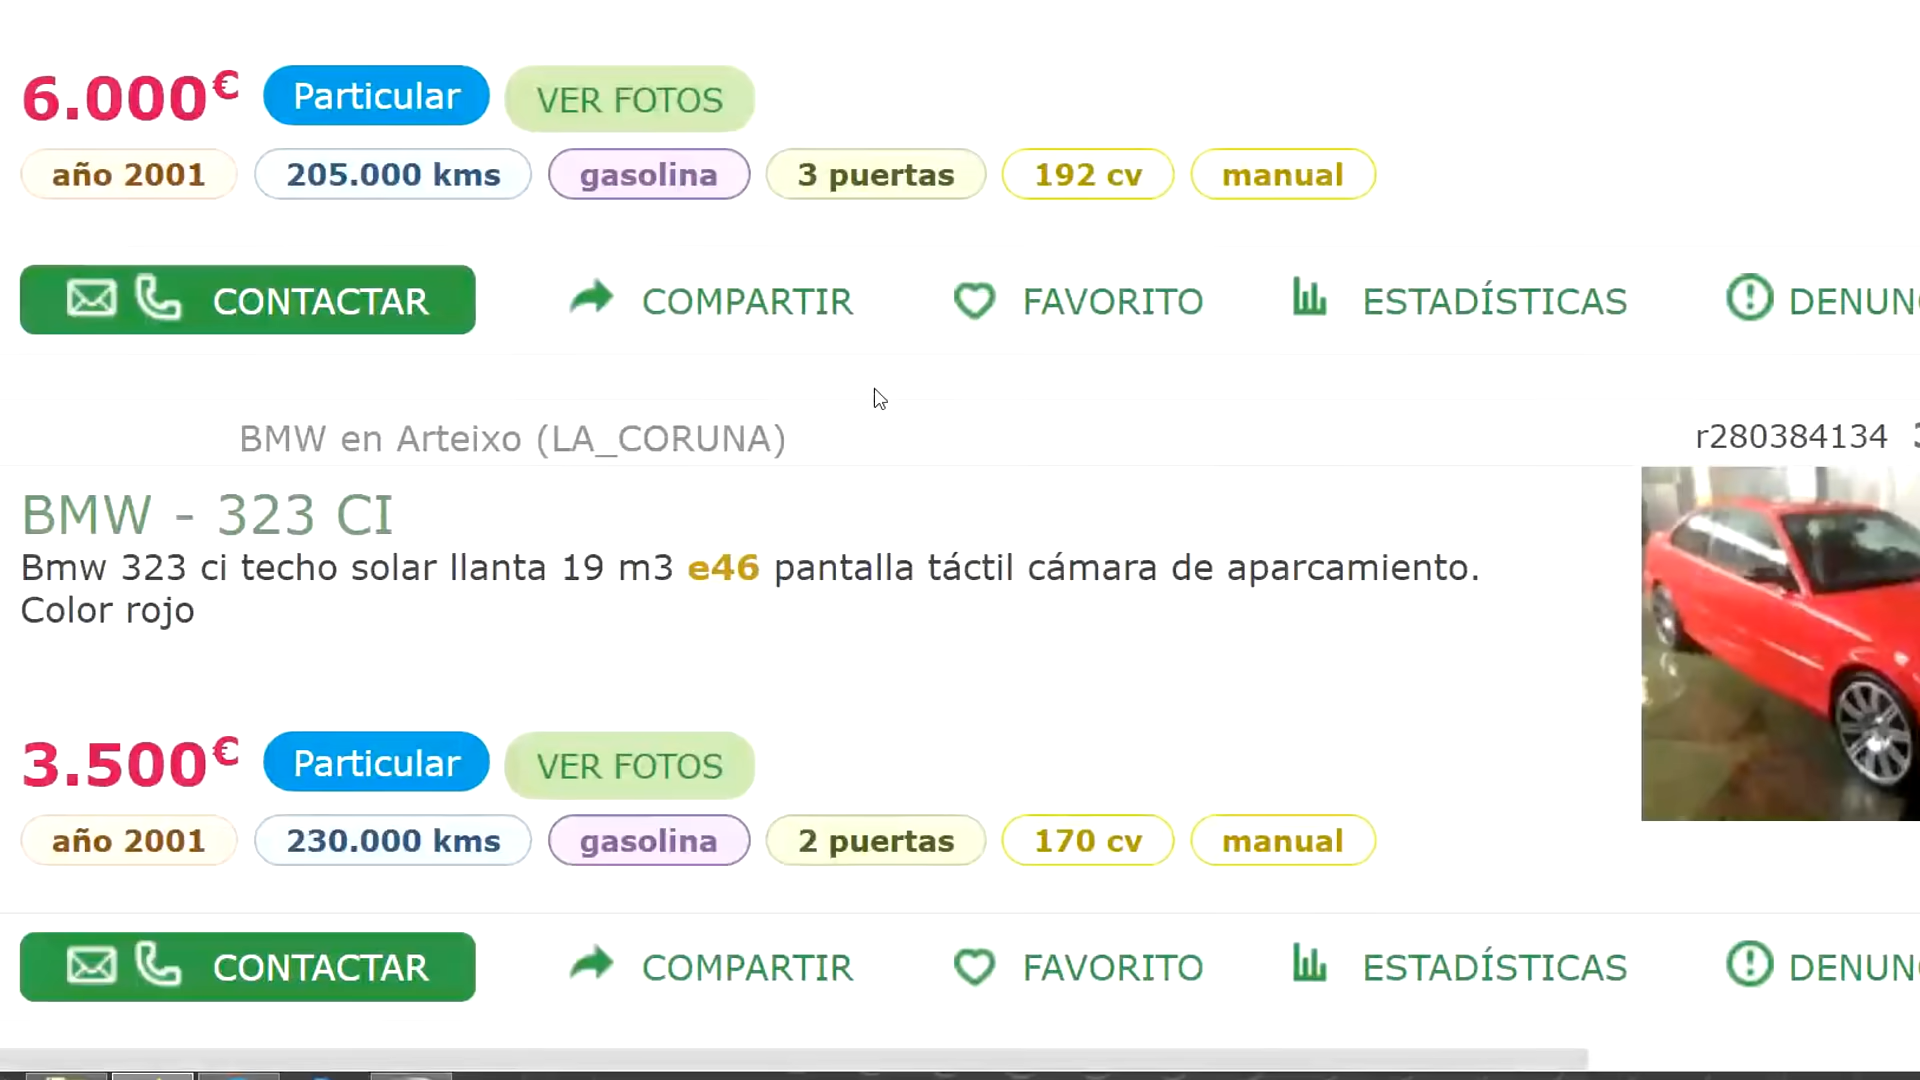 6.000€ Particular VER FOTOS
año 2001 205.000 kms gasolina 3 puertas 192 cv manual
CONTACTAR COMPARTIR FAVORITO ESTADÍSTICAS DENUN
BMW en Arteixo (LA_CORUNA) r280384134
BMW - 323 CI
Bmw 323 ci techo solar llanta 19 m3 e46 pantalla táctil cámara de aparcamiento.
Color rojo
3.500€ Particular VER FOTOS
año 2001 230.000 kms gasolina 2 puertas 170 cv manual
CONTACTAR COMPARTIR FAVORITO ESTADÍSTICAS DENUN